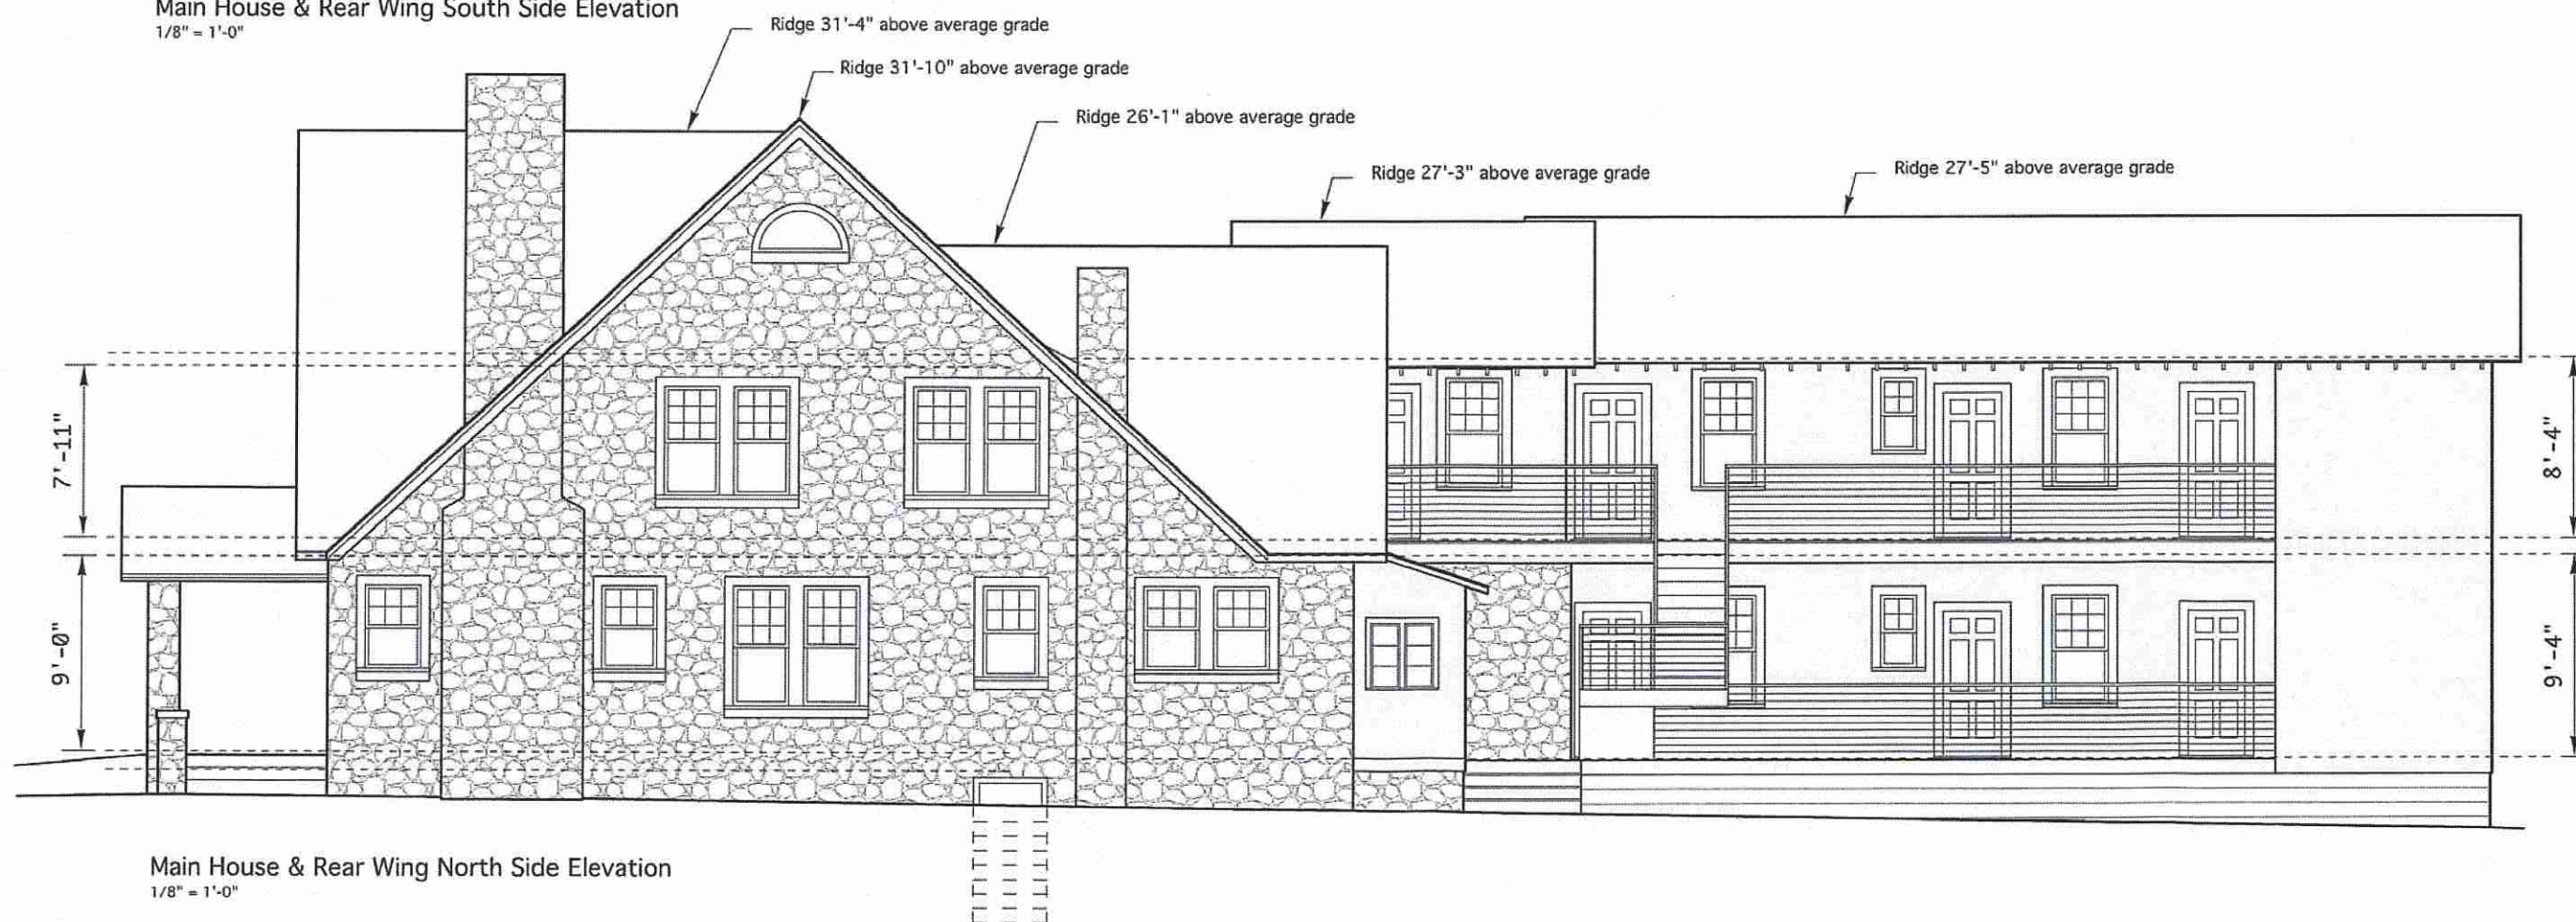 Main House & Rear Wing South Side Elevation
1/8" = 1'-0"
Ridge 31'-4" above average grade
Ridge 31'-10" above average grade
Ridge 26'-1" above average grade
Ridge 27'-3" above average grade
Ridge 27'-5" above average grade
7'-11"
8'-4"
9'-0"
9'-4"
Main House & Rear Wing North Side Elevation
1/8" = 1'-0"